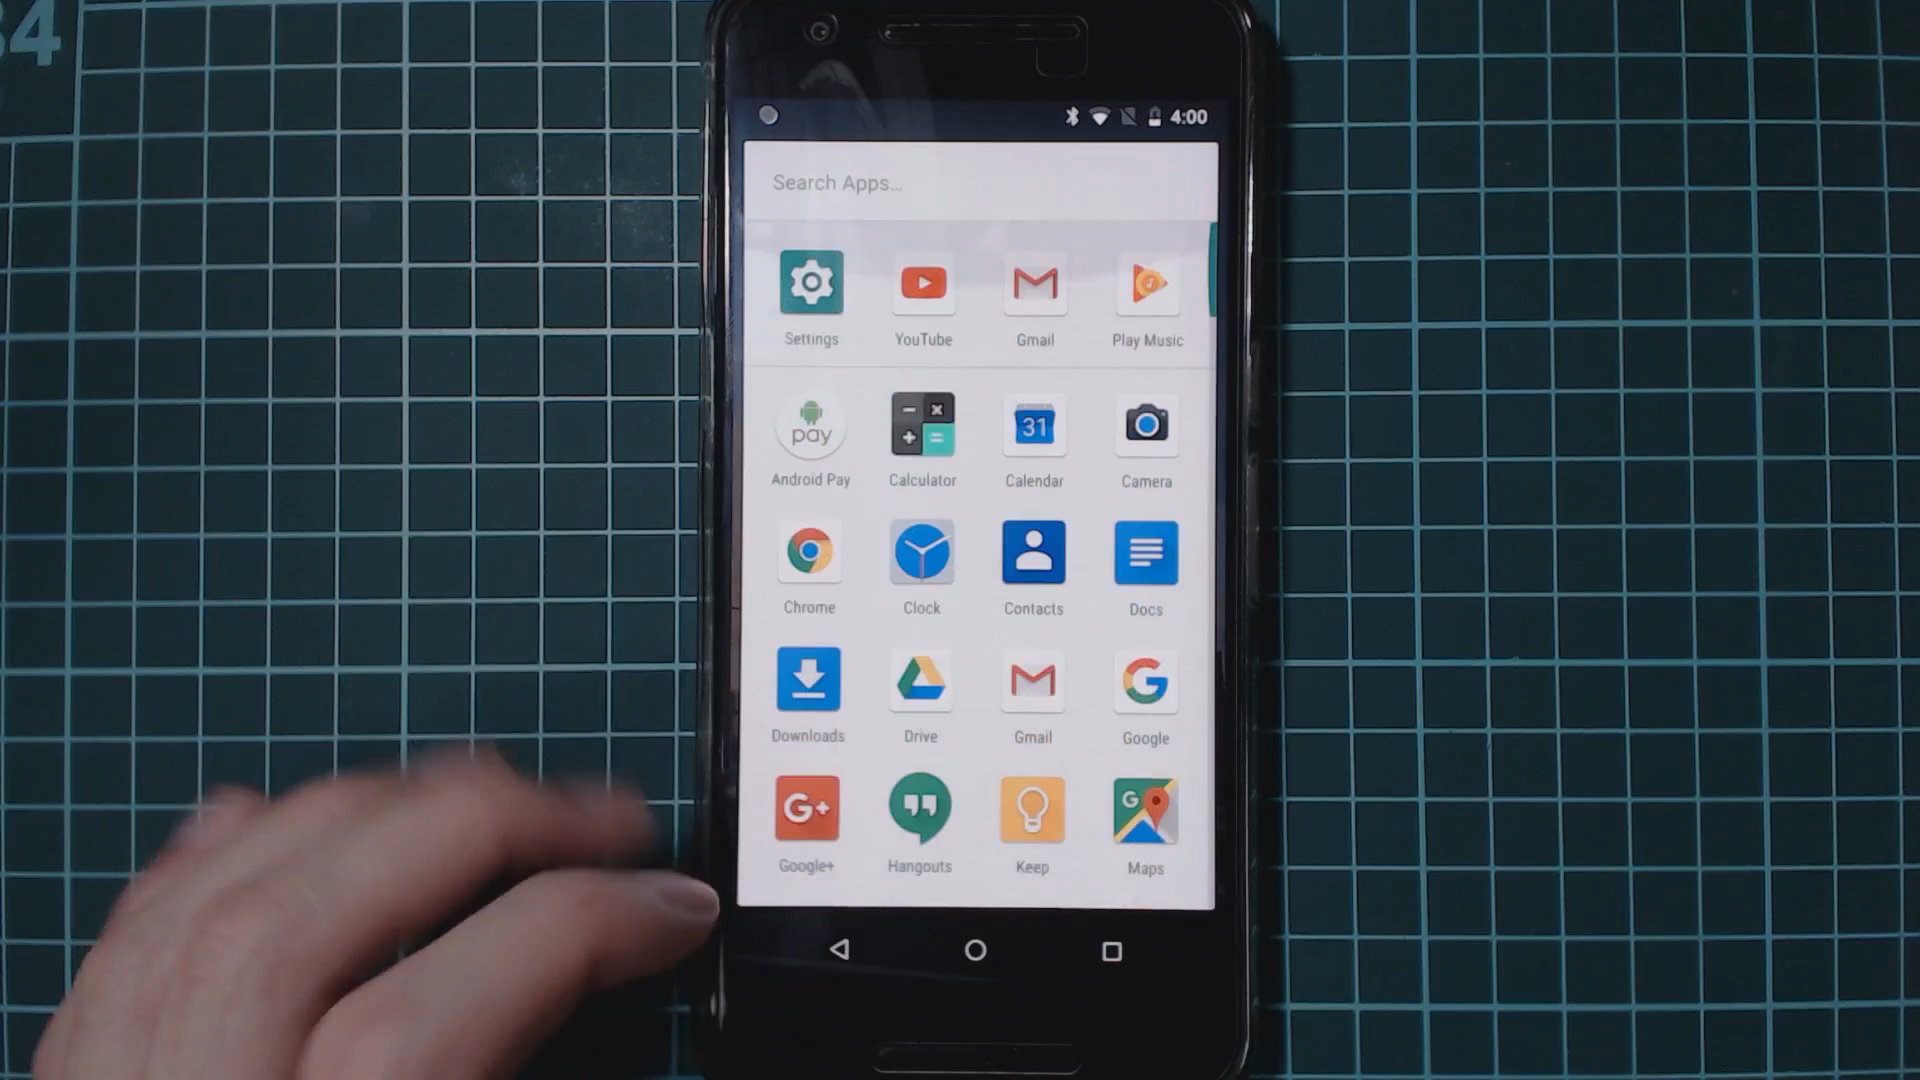 4:00
Search Apps…
Settings YouTube Gmail Play Music
pay 31
Android Pay Calculator Calendar Camera
Chrome Clock Contacts Docs
G
Downloads Drive Gmail Google
G+ G
Google+ Hangouts Keep Maps